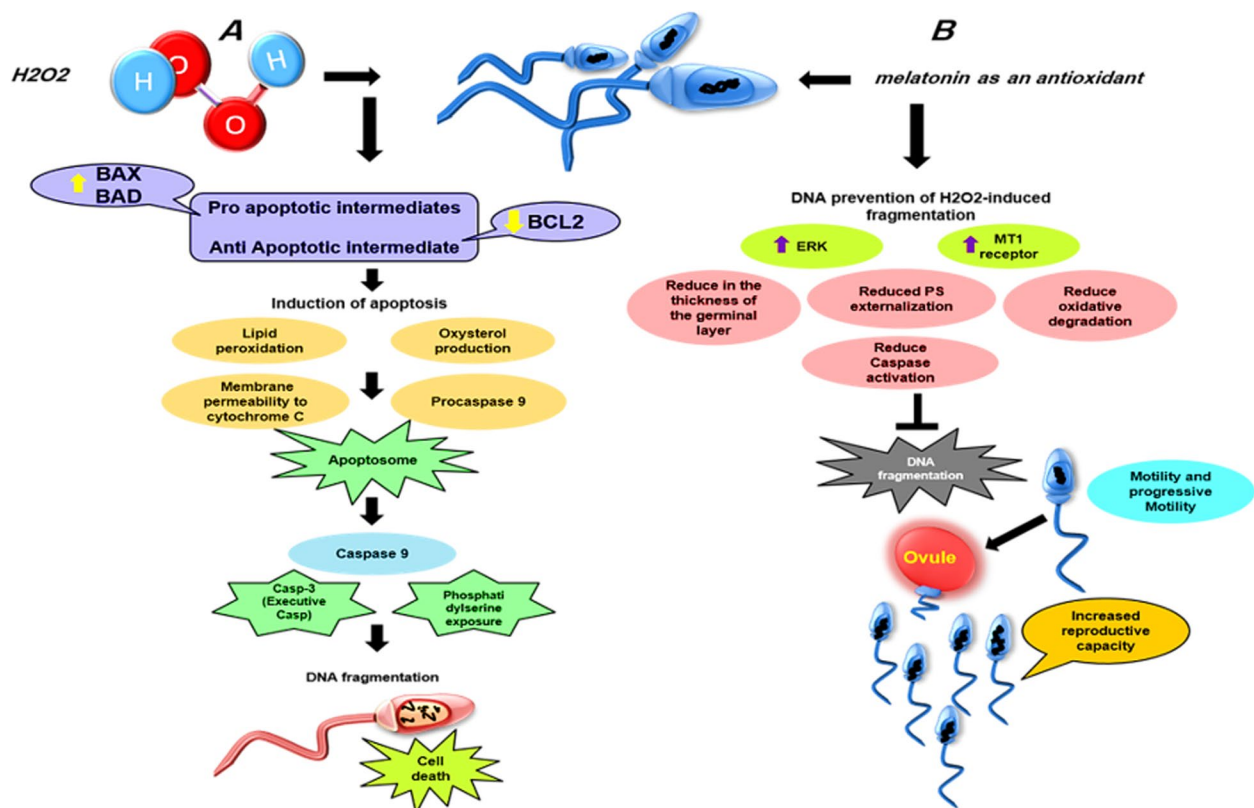 A
B
H2O2
H
O
H
O
melatonin as an antioxidant
BAX
BAD
Pro apoptotic intermediates
Anti Apoptotic intermediate
BCL2
Induction of apoptosis
Lipid
peroxidation
Oxysterol
production
Membrane
permeability to
cytochrome C
Procaspase 9
Apoptosome
Caspase 9
Casp-3
(Executive
Casp)
Phosphati
dylserine
exposure
DNA fragmentation
Cell
death
DNA prevention of H2O2-induced
fragmentation
ERK
MT1
receptor
Reduce in the
thickness of
the germinal
layer
Reduced PS
externalization
Reduce
oxidative
degradation
Reduce
Caspase
activation
DNA
fragmentation
Motility and
progressive
Motility
Ovule
Increased
reproductive
capacity